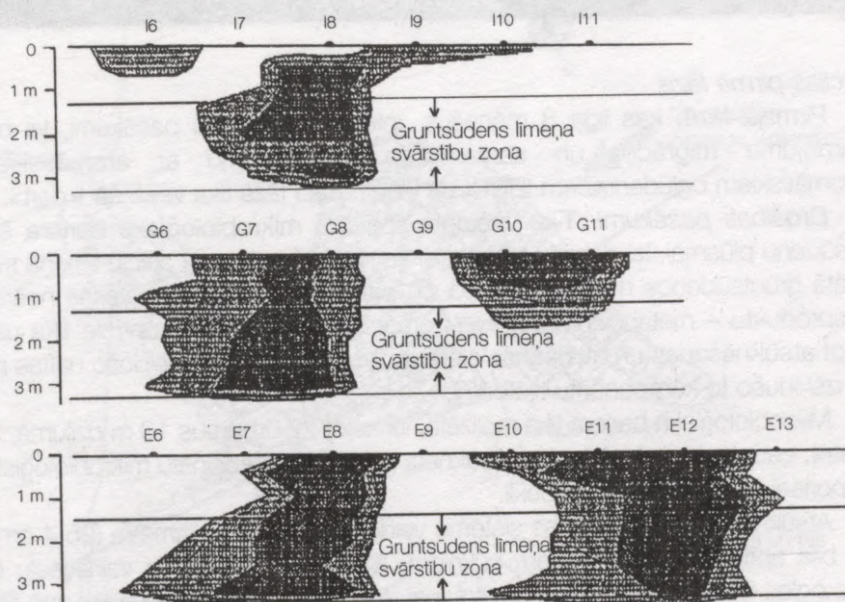 I6 I7 I8 I9 I10 I11
0
1 m
2 m
3 m
Gruntsūdens līmeņa
svārstību zona
G6 G7 G8 G9 G10 G11
0
1 m
2 m
3 m
Gruntsūdens līmeņa
svārstību zona
E6 E7 E8 E9 E10 E11 E12 E13
0
1 m
2 m
3 m
Gruntsūdens līmeņa
svārstību zona